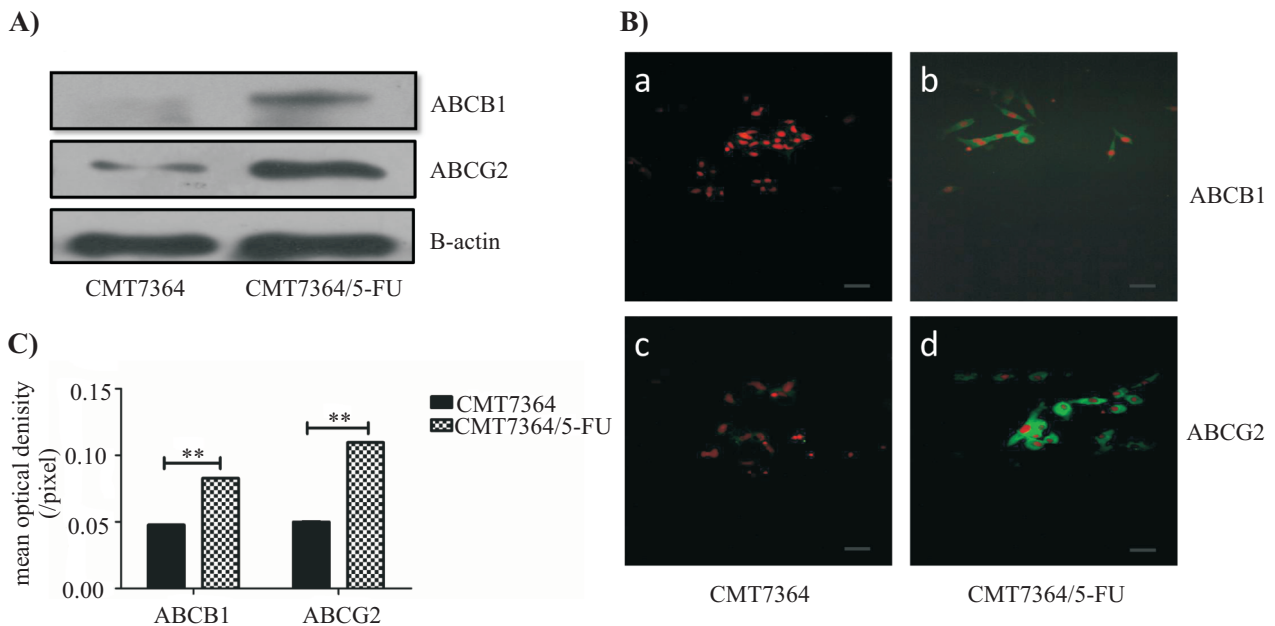 A)
ABCB1
ABCG2
B-actin
CMT7364 CMT7364/5-FU
B)
a
b
ABCB1
c
d
ABCG2
CMT7364 CMT7364/5-FU
C)
mean optical denisity
(/pixel)
0.15
0.10
0.05
0.00
**
**
CMT7364
CMT7364/5-FU
ABCB1 ABCG2